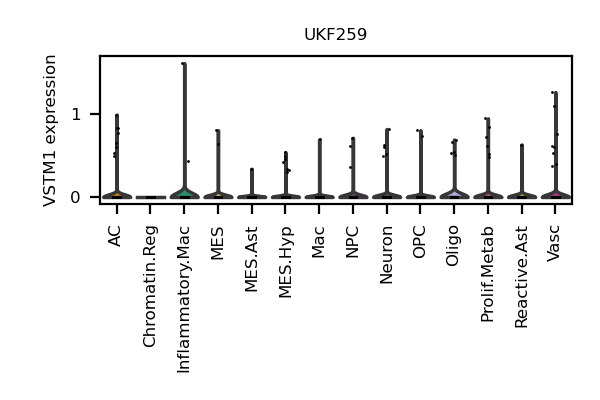 UKF259
VSTM1 expression
1
0
AC
Chromatin.Reg
Inflammatory.Mac
MES
MES.Ast
MES.Hyp
Mac
NPC
Neuron
OPC
Oligo
Prolif.Metab
Reactive.Ast
Vasc